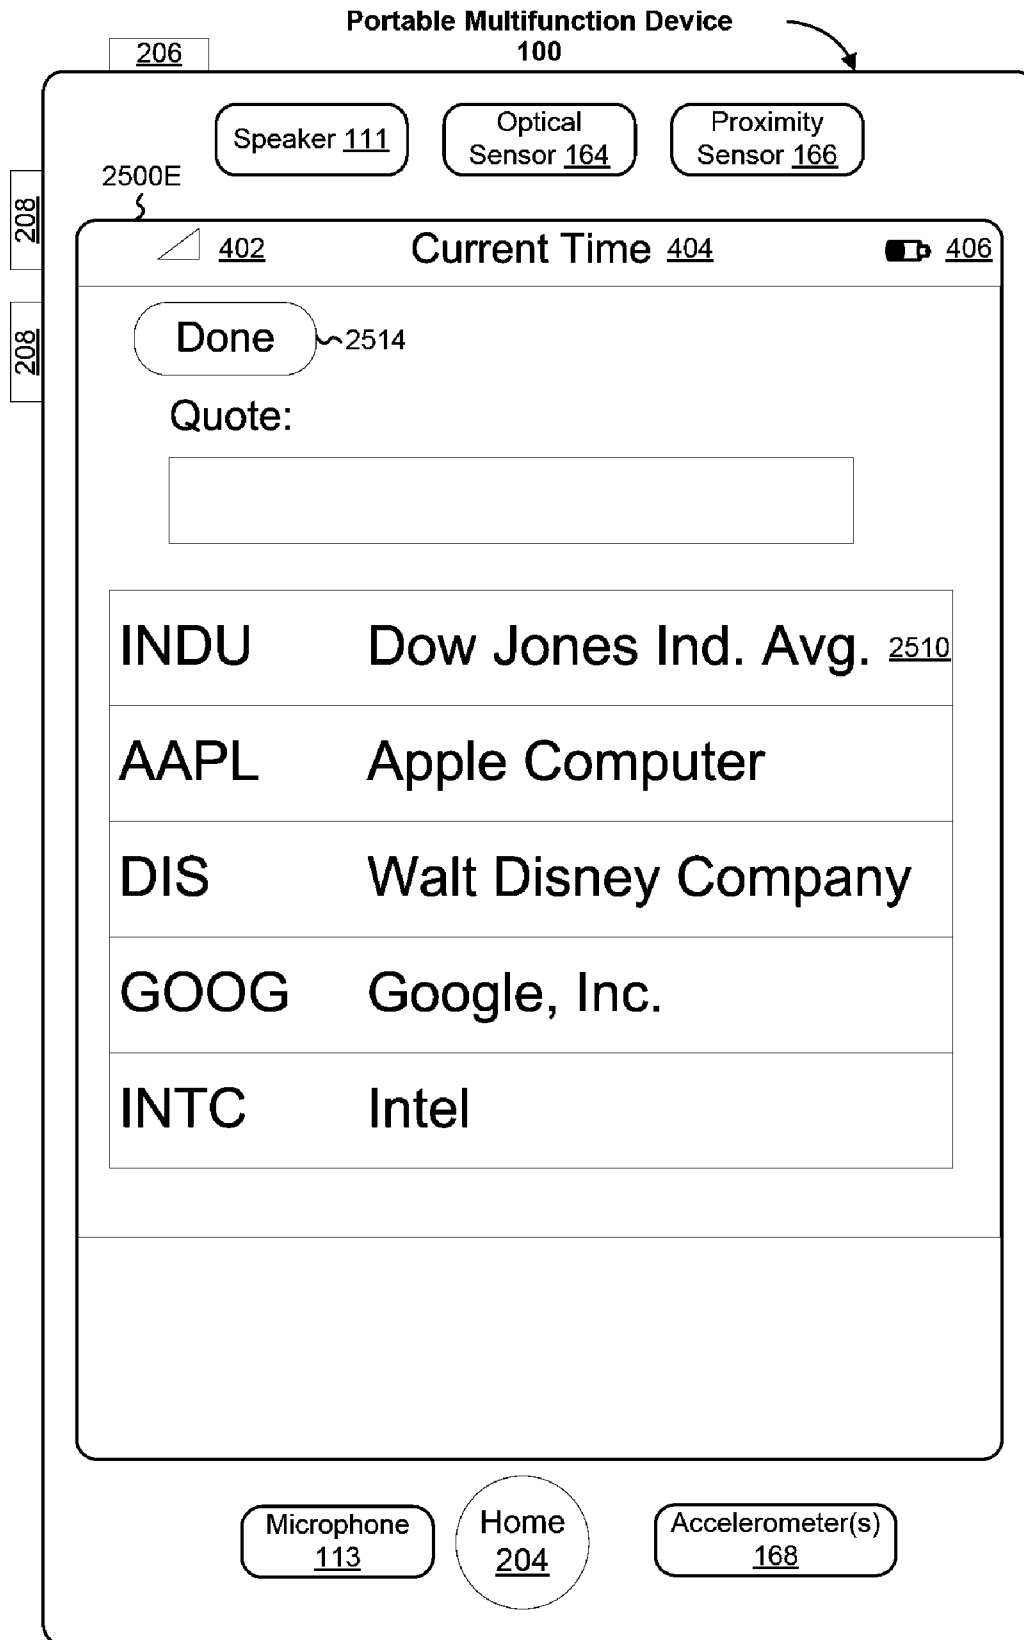 Portable Multifunction Device
100
206
Speaker 111
Optical
Sensor 164
Proximity
Sensor 166
2500E
208
208
402
Current Time 404
406
Done
2514
Quote:
INDU Dow Jones Ind. Avg. 2510
AAPL Apple Computer
DIS Walt Disney Company
GOOG Google, Inc.
INTC Intel
Microphone
113
Home
204
Accelerometer(s)
168